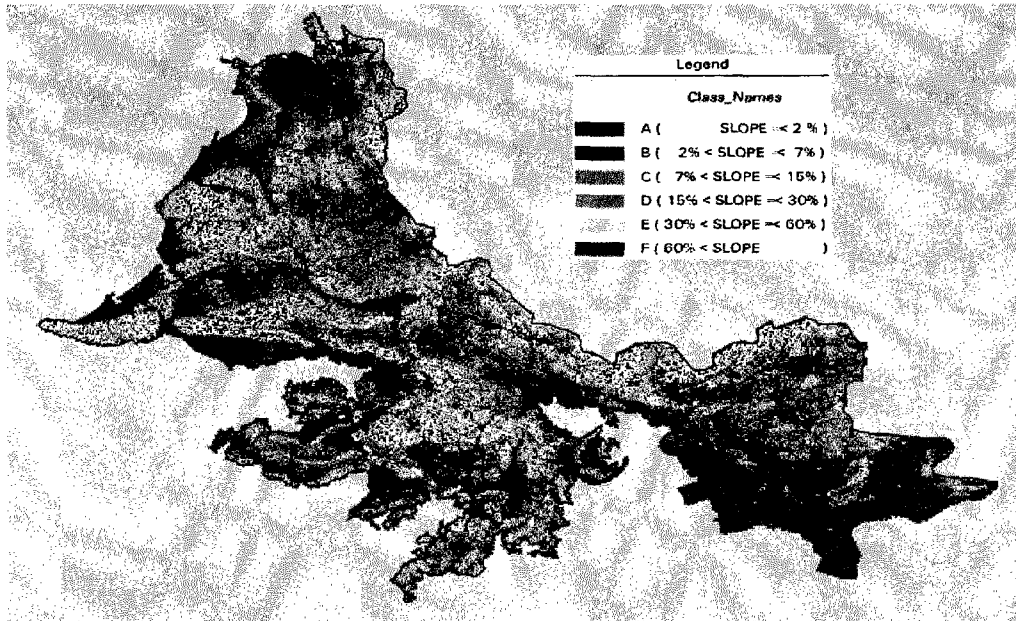 Legend
Class_Names
A ( SLOPE =< 2 % )
B ( 2% < SLOPE =< 7% )
C ( 7% < SLOPE =< 15% )
D ( 15% < SLOPE =< 30% )
E ( 30% < SLOPE =< 60% )
F ( 60% < SLOPE )